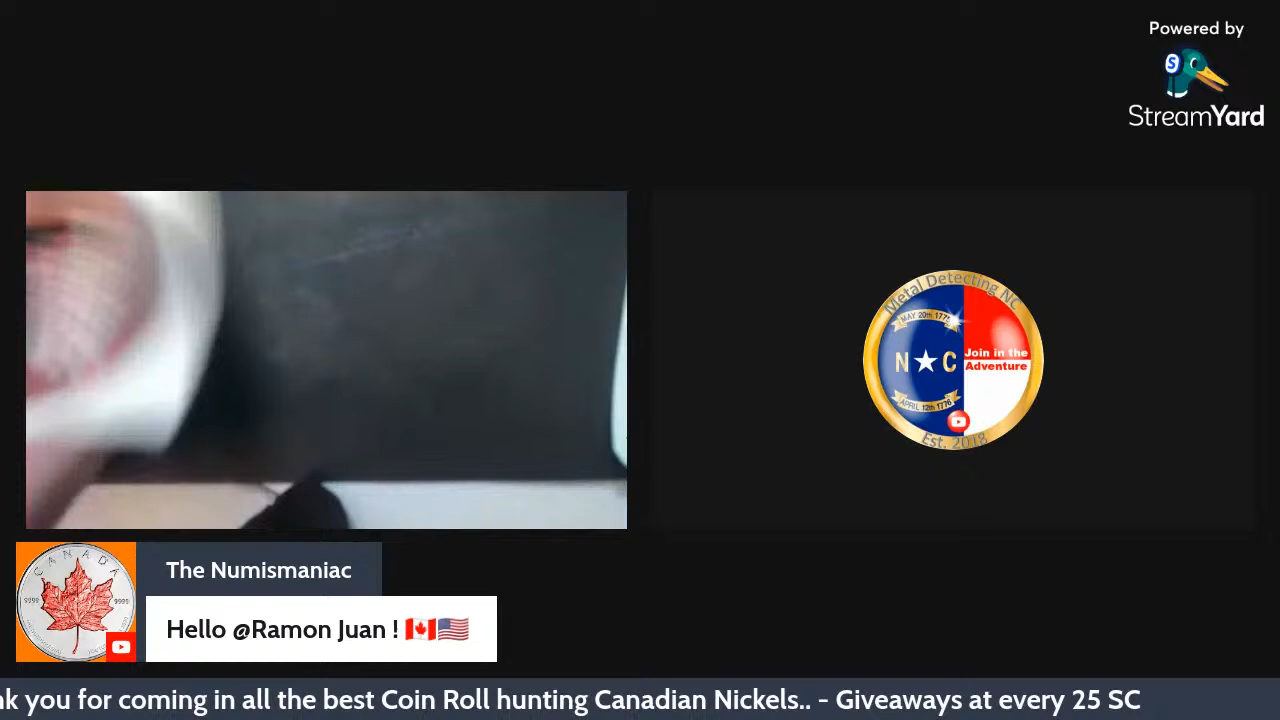 Powered by
StreamYard
S
Metal Detecting NC
MAY 20th 1775
N ★ C
Join in the
Adventure
APRIL 12th 1776
Est. 2018
CANADA
9999 9999
The Numismaniac
Hello @Ramon Juan ! 🇨🇦🇺🇸
nk you for coming in all the best Coin Roll hunting Canadian Nickels.. - Giveaways at every 25 SC